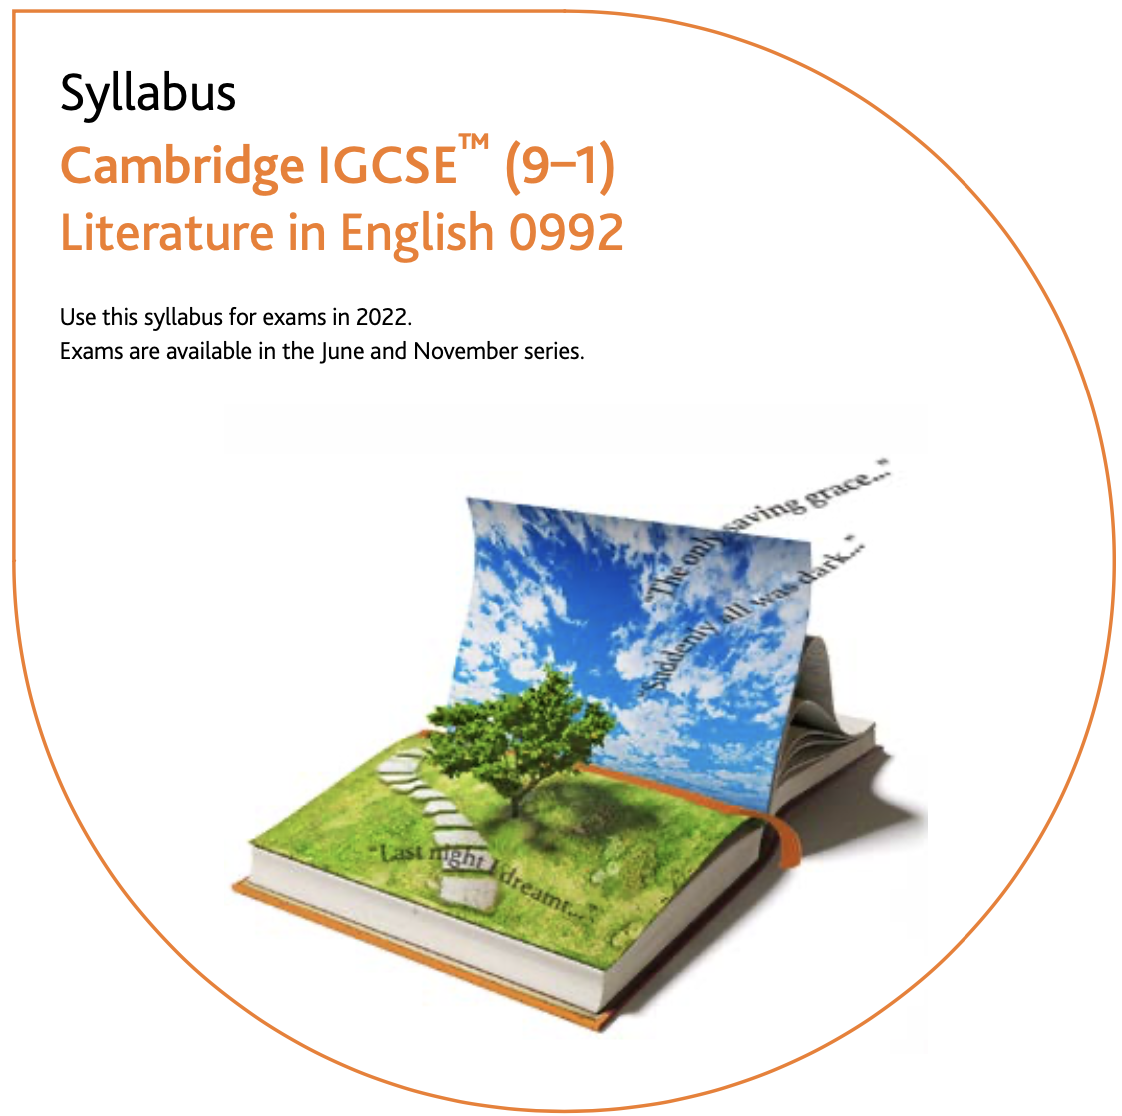 Syllabus
Cambridge IGCSE™ (9–1)
Literature in English 0992
Use this syllabus for exams in 2022.
Exams are available in the June and November series.
"The only saving grace..."
"Suddenly all was dark..."
"Last night I dreamt..."